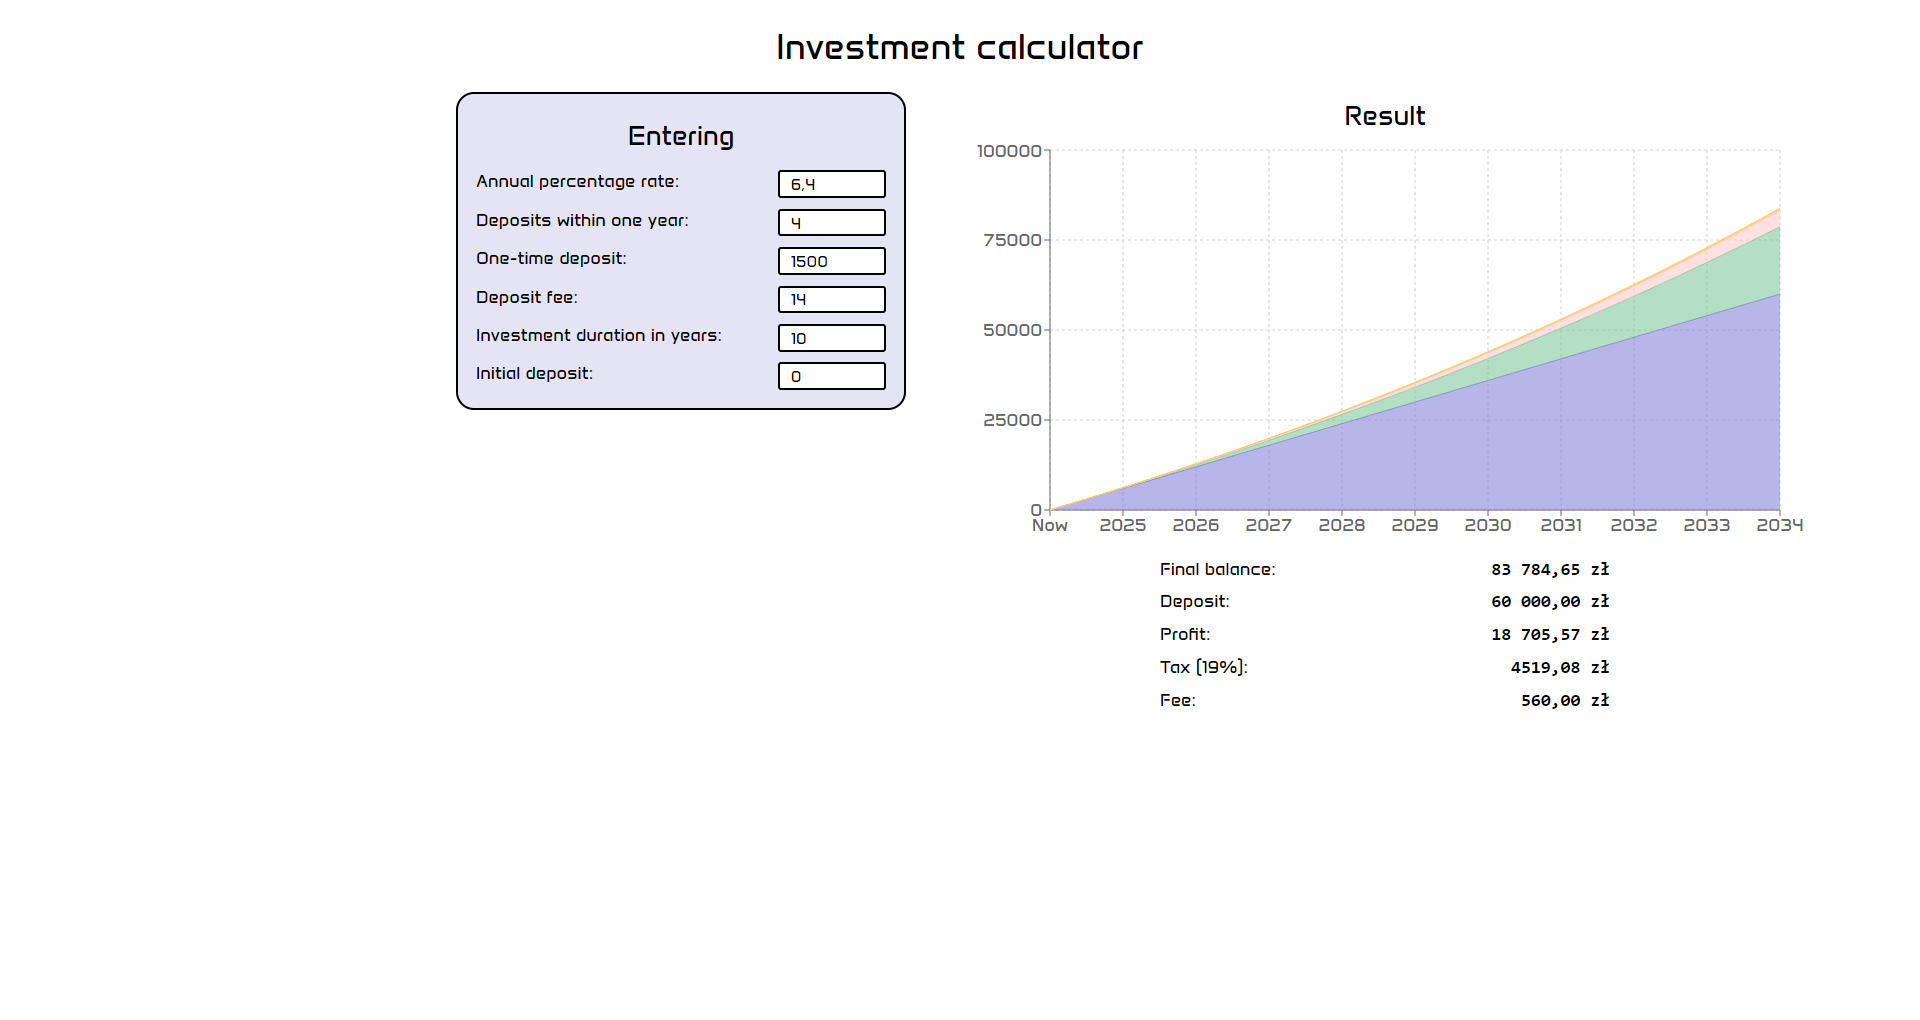 Investment calculator
Entering
Annual percentage rate: 6,4
Deposits within one year: 4
One-time deposit: 1500
Deposit fee: 14
Investment duration in years: 10
Initial deposit: 0
Result
100000
75000
50000
25000
0
Now 2025 2026 2027 2028 2029 2030 2031 2032 2033 2034
Final balance: 83 784,65 zł
Deposit: 60 000,00 zł
Profit: 18 705,57 zł
Tax (19%): 4519,08 zł
Fee: 560,00 zł